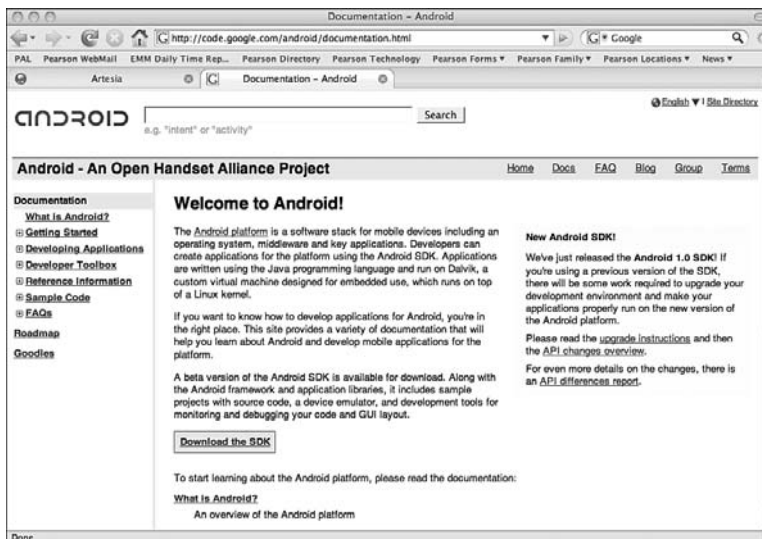 Documentation – Android
http://code.google.com/android/documentation.html
Google
PAL Pearson WebMail EMM Daily Time Rep... Pearson Directory Pearson Technology Pearson Forms ▼ Pearson Family ▼ Pearson Locations ▼ News ▼
Artesia
Documentation – Android
English ▼ | Site Directory
android
Search
e.g. "intent" or "activity"
Android - An Open Handset Alliance Project
Home Docs FAQ Blog Group Terms
Documentation
What is Android?
Getting Started
Developing Applications
Developer Toolbox
Reference Information
Sample Code
FAQs
Roadmap
Goodies
Welcome to Android!
The Android platform is a software stack for mobile devices including an
operating system, middleware and key applications. Developers can
create applications for the platform using the Android SDK. Applications
are written using the Java programming language and run on Dalvik, a
custom virtual machine designed for embedded use, which runs on top
of a Linux kernel.
If you want to know how to develop applications for Android, you're in
the right place. This site provides a variety of documentation that will
help you learn about Android and develop mobile applications for the
platform.
A beta version of the Android SDK is available for download. Along with
the Android framework and application libraries, it includes sample
projects with source code, a device emulator, and development tools for
monitoring and debugging your code and GUI layout.
Download the SDK
To start learning about the Android platform, please read the documentation:
What is Android?
An overview of the Android platform
New Android SDK!
We've just released the Android 1.0 SDK! If
you're using a previous version of the SDK,
there will be some work required to upgrade your
development environment and make your
applications properly run on the new version of
the Android platform.
Please read the upgrade instructions and then
the API changes overview.
For even more details on the changes, there is
an API differences report.
Done